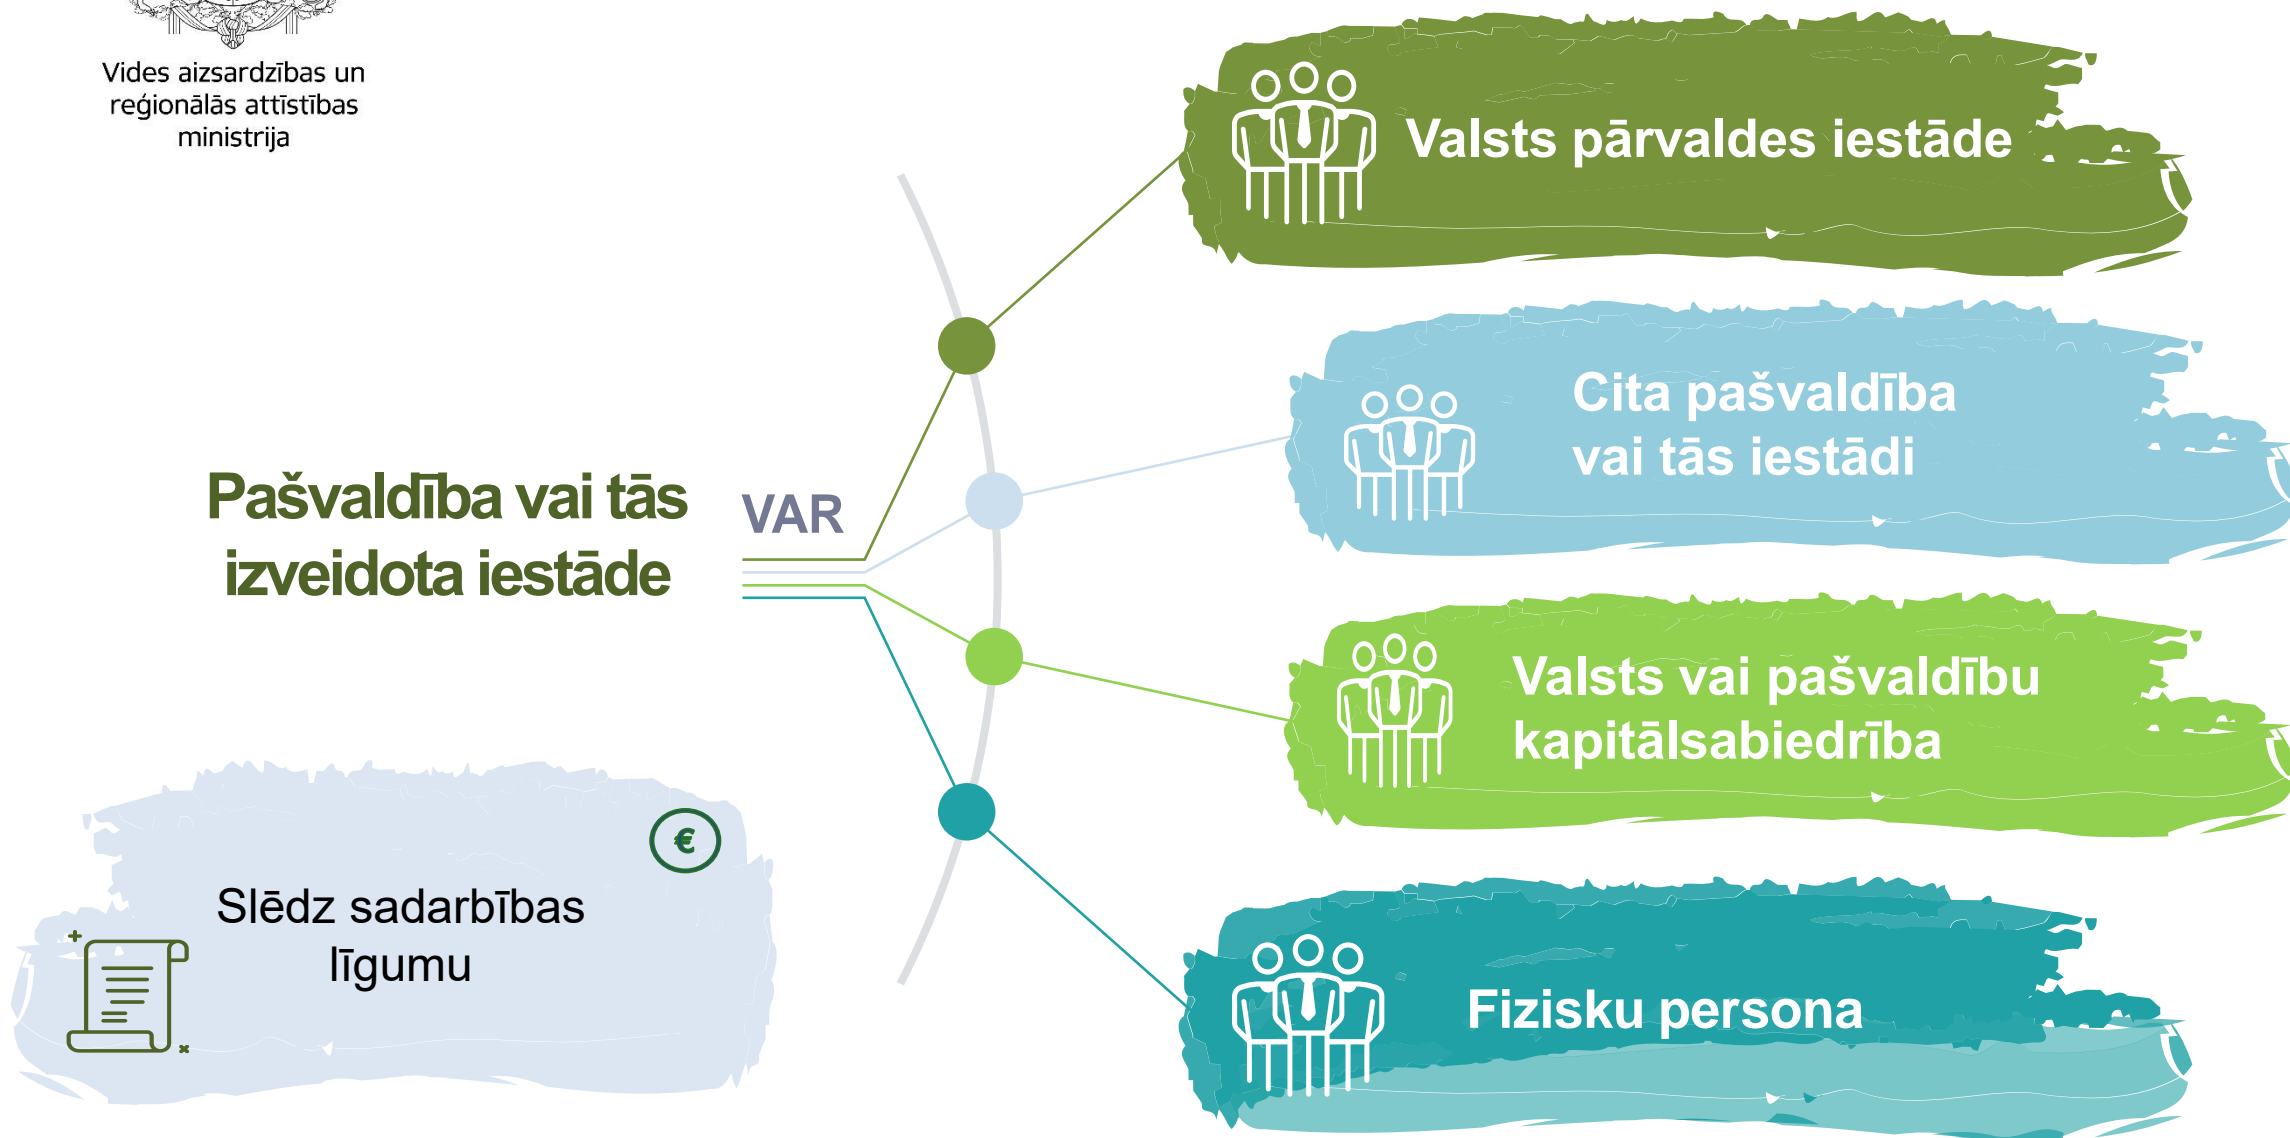 Vides aizsardzības un
reģionālās attīstības
ministrija
Valsts pārvaldes iestāde
Cita pašvaldība
vai tās iestādi
Pašvaldība vai tās
izveidota iestāde
VAR
Valsts vai pašvaldību
kapitālsabiedrība
€
Slēdz sadarbības
līgumu
Fizisku persona